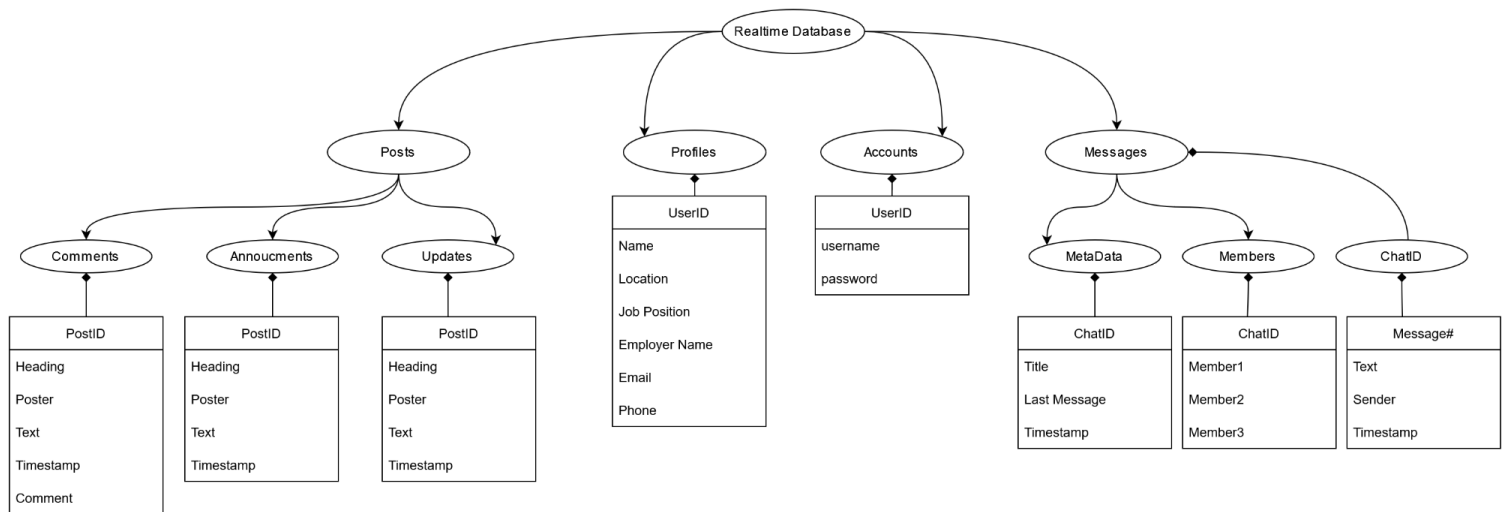 Realtime Database
Posts
Profiles
Accounts
Messages
Comments
Annoucments
Updates
UserID
Name
Location
Job Position
Employer Name
Email
Phone
UserID
username
password
MetaData
Members
ChatID
PostID
Heading
Poster
Text
Timestamp
Comment
PostID
Heading
Poster
Text
Timestamp
PostID
Heading
Poster
Text
Timestamp
ChatID
Title
Last Message
Timestamp
ChatID
Member1
Member2
Member3
Message#
Text
Sender
Timestamp